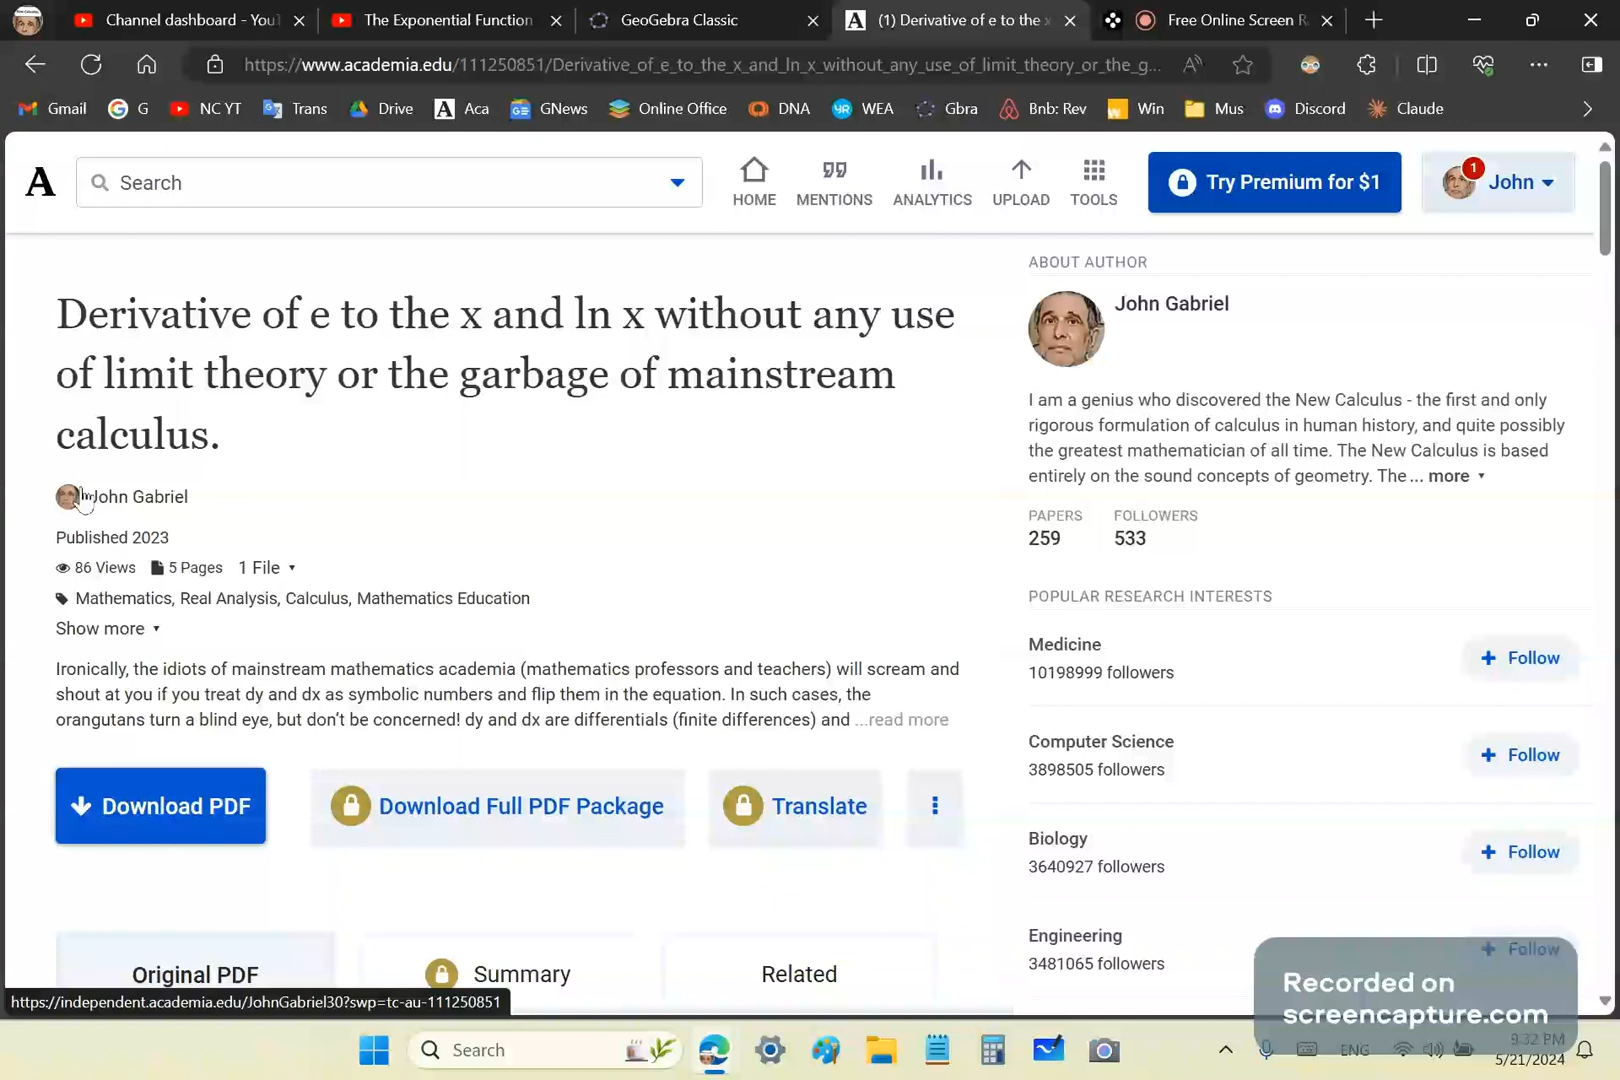 Channel dashboard - You
The Exponential Function
GeoGebra Classic
(1) Derivative of e to the x
Free Online Screen R
https://www.academia.edu/111250851/Derivative_of_e_to_the_x_and_ln_x_without_any_use_of_limit_theory_or_the_g...
Gmail
G
NC YT
Trans
Drive
Aca
GNews
Online Office
DNA
WEA
Gbra
Bnb: Rev
Win
Mus
Discord
Claude
A
Search
HOME
MENTIONS
ANALYTICS
UPLOAD
TOOLS
Try Premium for $1
1
John
Derivative of e to the x and ln x without any use
of limit theory or the garbage of mainstream
calculus.
John Gabriel
Published 2023
86 Views
5 Pages
1 File
Mathematics, Real Analysis, Calculus, Mathematics Education
Show more
Ironically, the idiots of mainstream mathematics academia (mathematics professors and teachers) will scream and
shout at you if you treat dy and dx as symbolic numbers and flip them in the equation. In such cases, the
orangutans turn a blind eye, but don't be concerned! dy and dx are differentials (finite differences) and ...read more
Download PDF
Download Full PDF Package
Translate
Original PDF
Summary
Related
ABOUT AUTHOR
John Gabriel
I am a genius who discovered the New Calculus - the first and only
rigorous formulation of calculus in human history, and quite possibly
the greatest mathematician of all time. The New Calculus is based
entirely on the sound concepts of geometry. The ... more
PAPERS
259
FOLLOWERS
533
POPULAR RESEARCH INTERESTS
Medicine
10198999 followers
Follow
Computer Science
3898505 followers
Follow
Biology
3640927 followers
Follow
Engineering
3481065 followers
Follow
Recorded on
screencapture.com
https://independent.academia.edu/JohnGabriel30?swp=tc-au-111250851
Search
ENG
9:32 PM
5/21/2024